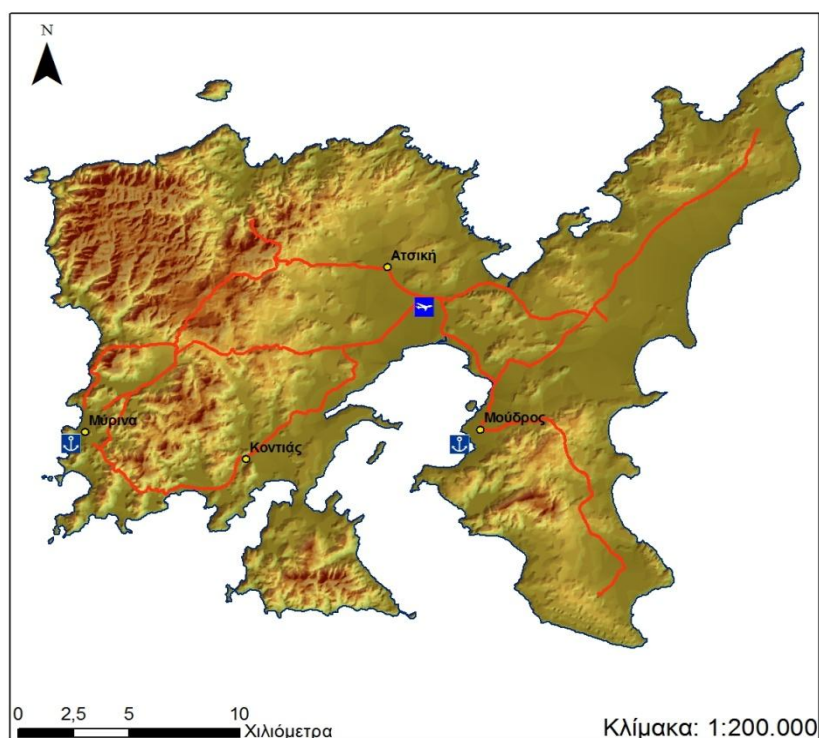 N
Ατσική
Μύρινα
Μούδρος
Κοντιάς
0 2,5 5 10
Χιλιόμετρα
Κλίμακα: 1:200.000